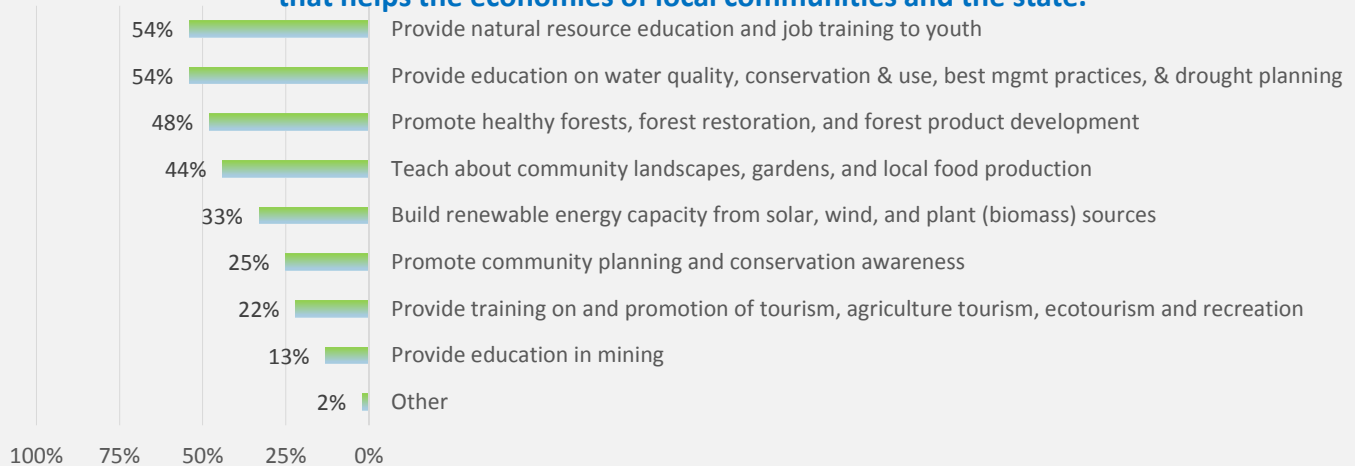 that helps the economies of local communities and the state.
54% Provide natural resource education and job training to youth
54% Provide education on water quality, conservation & use, best mgmt practices, & drought planning
48% Promote healthy forests, forest restoration, and forest product development
44% Teach about community landscapes, gardens, and local food production
33% Build renewable energy capacity from solar, wind, and plant (biomass) sources
25% Promote community planning and conservation awareness
22% Provide training on and promotion of tourism, agriculture tourism, ecotourism and recreation
13% Provide education in mining
2% Other
100% 75% 50% 25% 0%